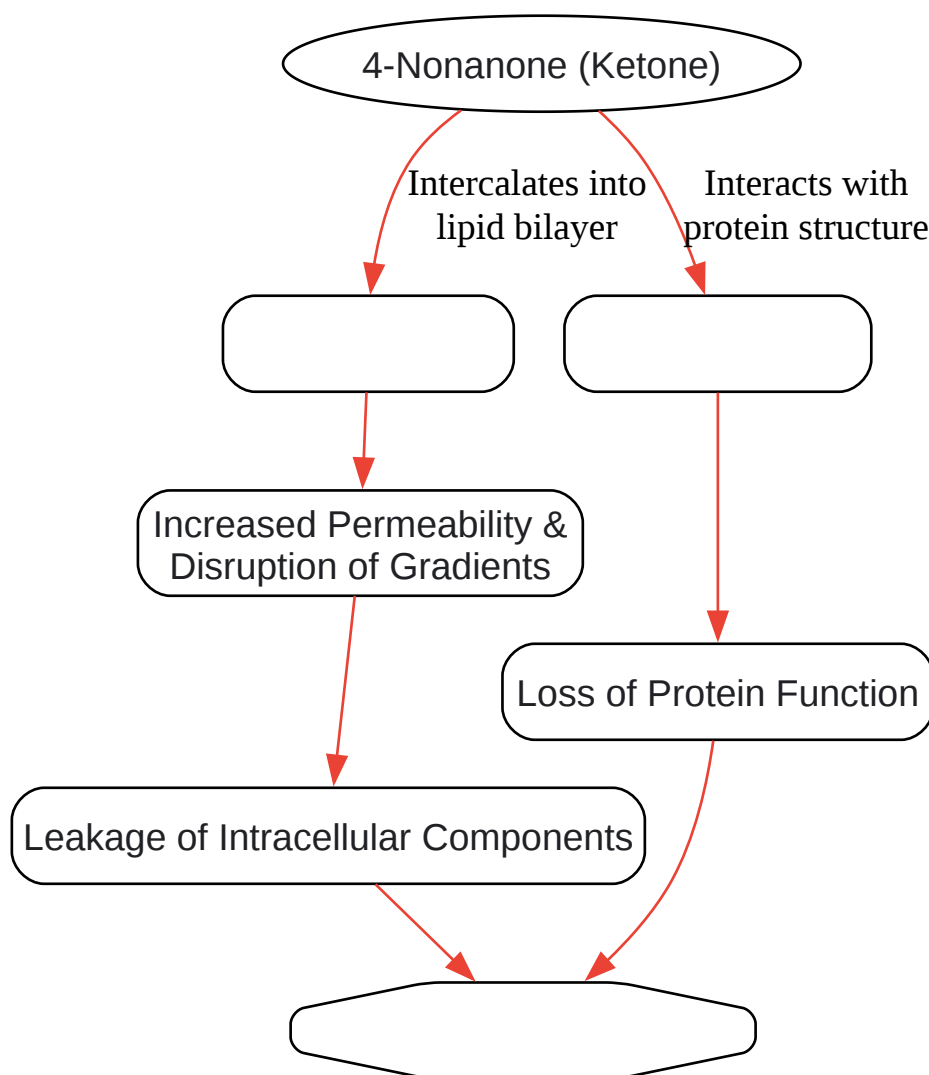 4-Nonanone (Ketone)
Intercalates into
lipid bilayer
Interacts with
protein structure
Increased Permeability &
Disruption of Gradients
Loss of Protein Function
Leakage of Intracellular Components